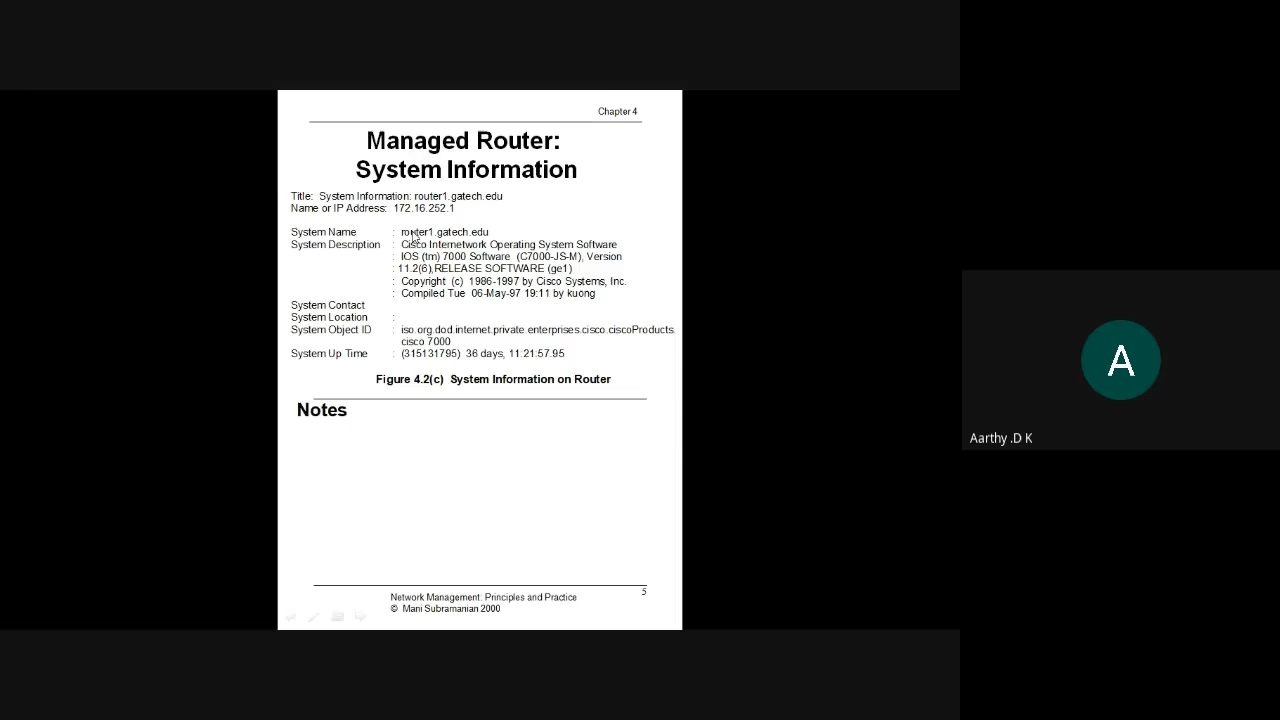 Chapter 4
Managed Router:
System Information
Title: System Information: router1.gatech.edu
Name or IP Address: 172.16.252.1
System Name : router1.gatech.edu
System Description : Cisco Internetwork Operating System Software
: IOS (tm) 7000 Software (C7000-JS-M), Version
: 11.2(6),RELEASE SOFTWARE (ge1)
: Copyright (c) 1986-1997 by Cisco Systems, Inc.
: Compiled Tue 06-May-97 19:11 by kuong
System Contact
System Location :
System Object ID : iso.org.dod.internet.private.enterprises.cisco.ciscoProducts.
cisco 7000
System Up Time : (315131795) 36 days, 11:21:57.95
Figure 4.2(c) System Information on Router
Notes
5
Network Management: Principles and Practice
© Mani Subramanian 2000
A
Aarthy .D K